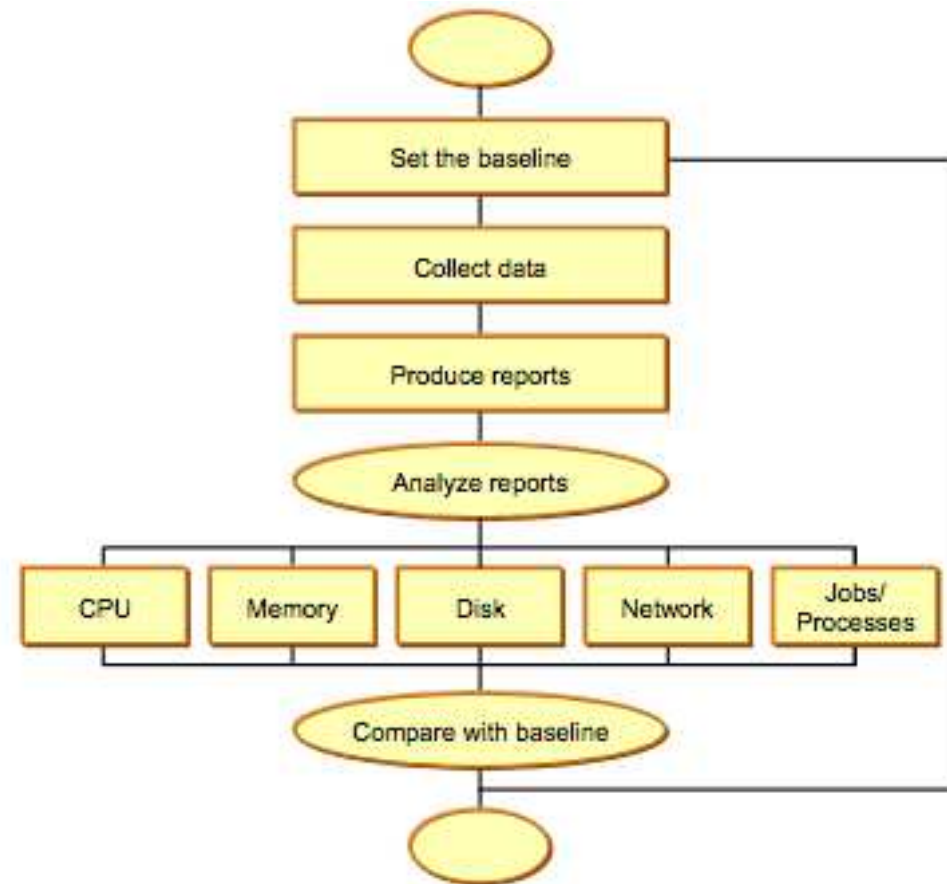 Set the baseline
Collect data
Produce reports
Analyze reports
CPU
Memory
Disk
Network
Jobs/
Processes
Compare with baseline